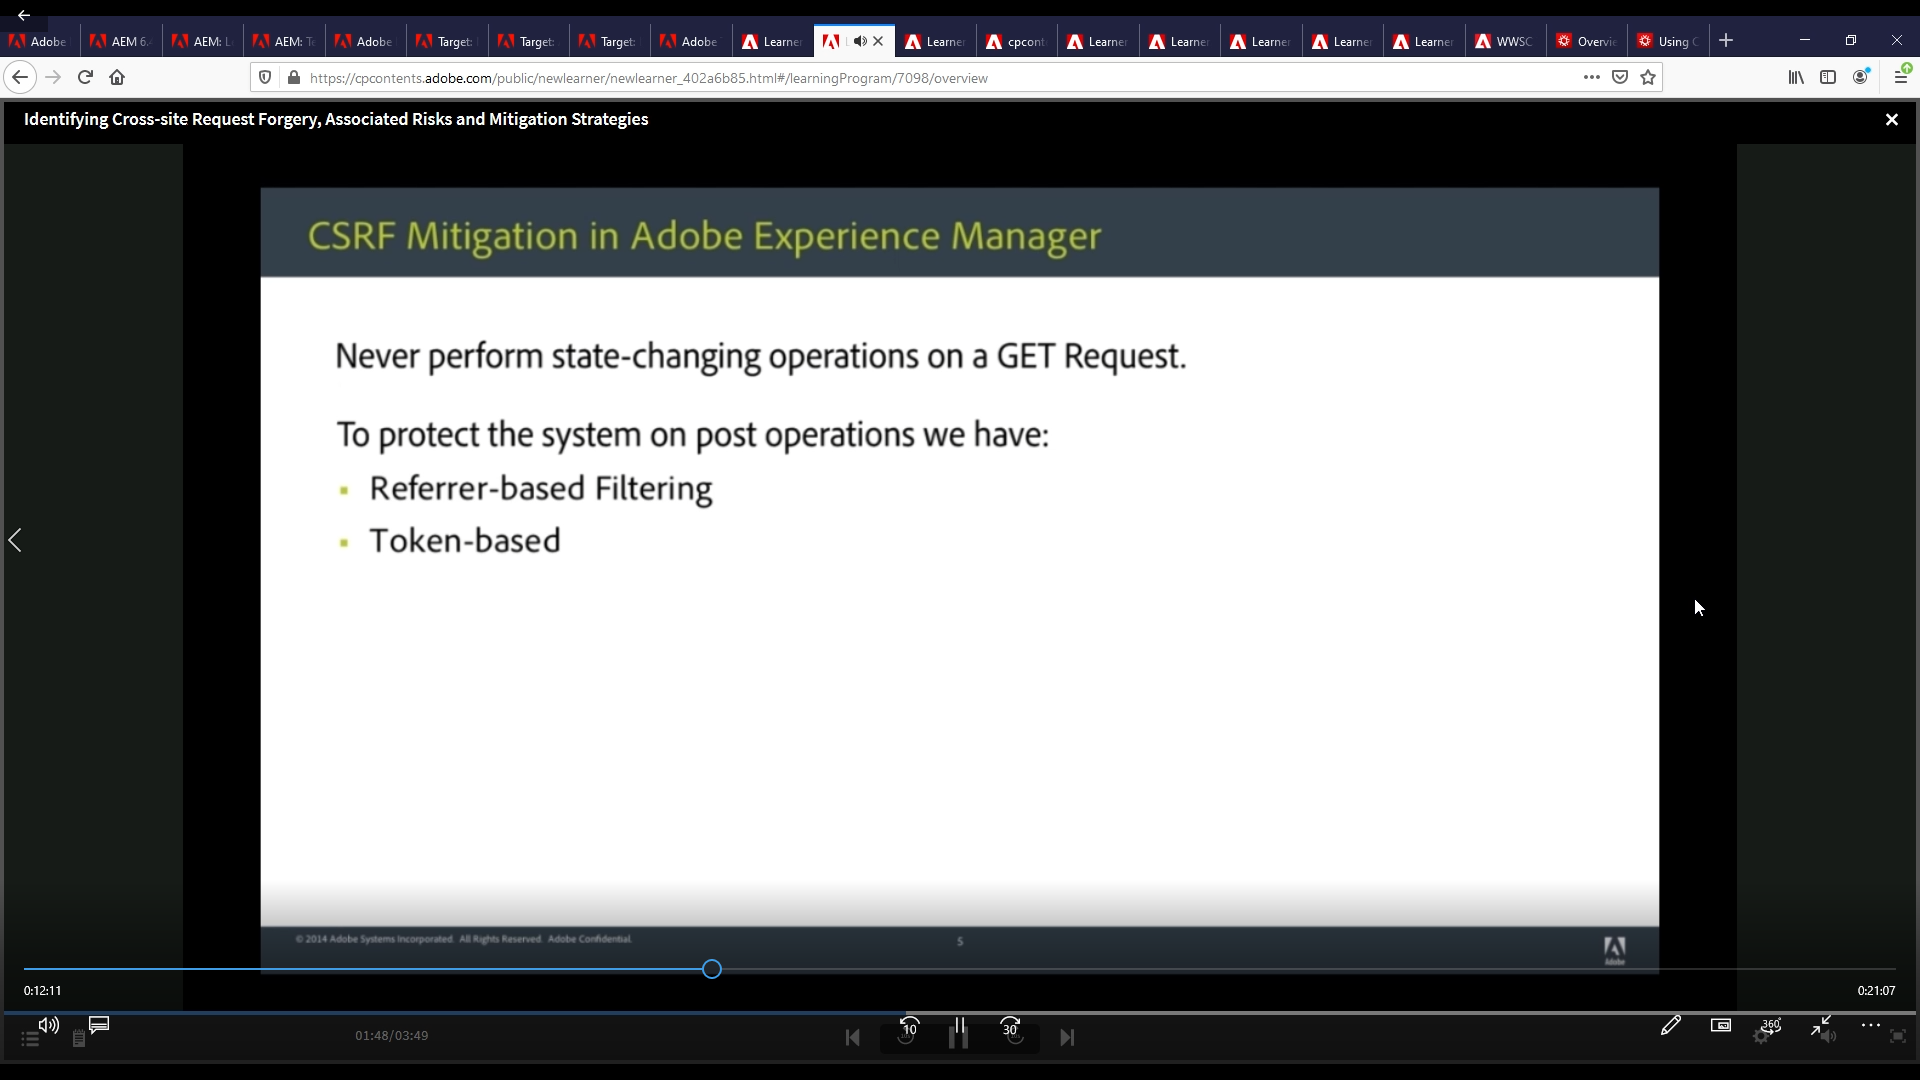 Adobe
AEM 6.
AEM: L
AEM: Te
Adobe
Target:
Target:
Target:
Adobe
Learner
Learner
cpcont
Learner
Learner
Learner
Learner
Learner
WWSC
Overvie
Using C
https://cpcontents.adobe.com/public/newlearner/newlearner_402a6b85.html#/learningProgram/7098/overview
Identifying Cross-site Request Forgery, Associated Risks and Mitigation Strategies
CSRF Mitigation in Adobe Experience Manager
Never perform state-changing operations on a GET Request.
To protect the system on post operations we have:
▪ Referrer-based Filtering
▪ Token-based
© 2014 Adobe Systems Incorporated. All Rights Reserved. Adobe Confidential.
5
Adobe
0:12:11
0:21:07
01:48/03:49
10
30
360